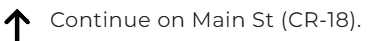 Continue on Main St (CR-18).